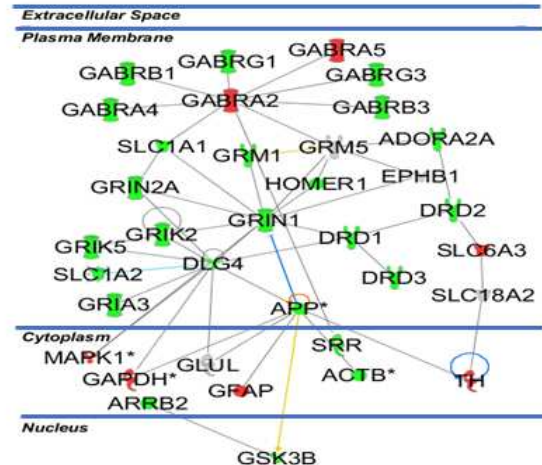 Extracellular Space
Plasma Membrane
GABRA5
GABRG1
GABRB1
GABRG3
GABRA2
GABRA4
GABRB3
ADORA2A
SLC1A1
GRM5
GRM1
HOMER1
EPHB1
GRIN2A
GRIN1
DRD2
GRIK2
DRD1
GRIK5
SLC6A3
DLG4
SLC1A2
DRD3
SLC18A2
GRIA3
APP*
Cytoplasm
MAPK1*
SRR
GLUL
GAPDH*
ACTB*
TH
GFAP
ARRB2
Nucleus
GSK3B